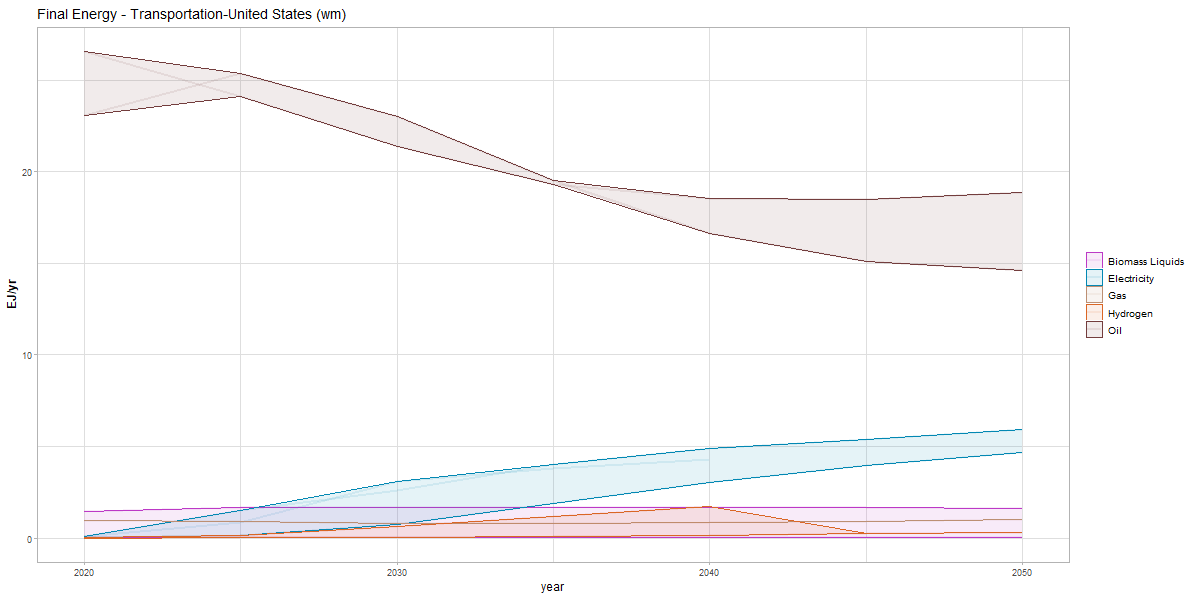 Final Energy - Transportation-United States (wm)
EJ/yr
20
10
0
2020
2030
2040
2050
year
Biomass Liquids
Electricity
Gas
Hydrogen
Oil